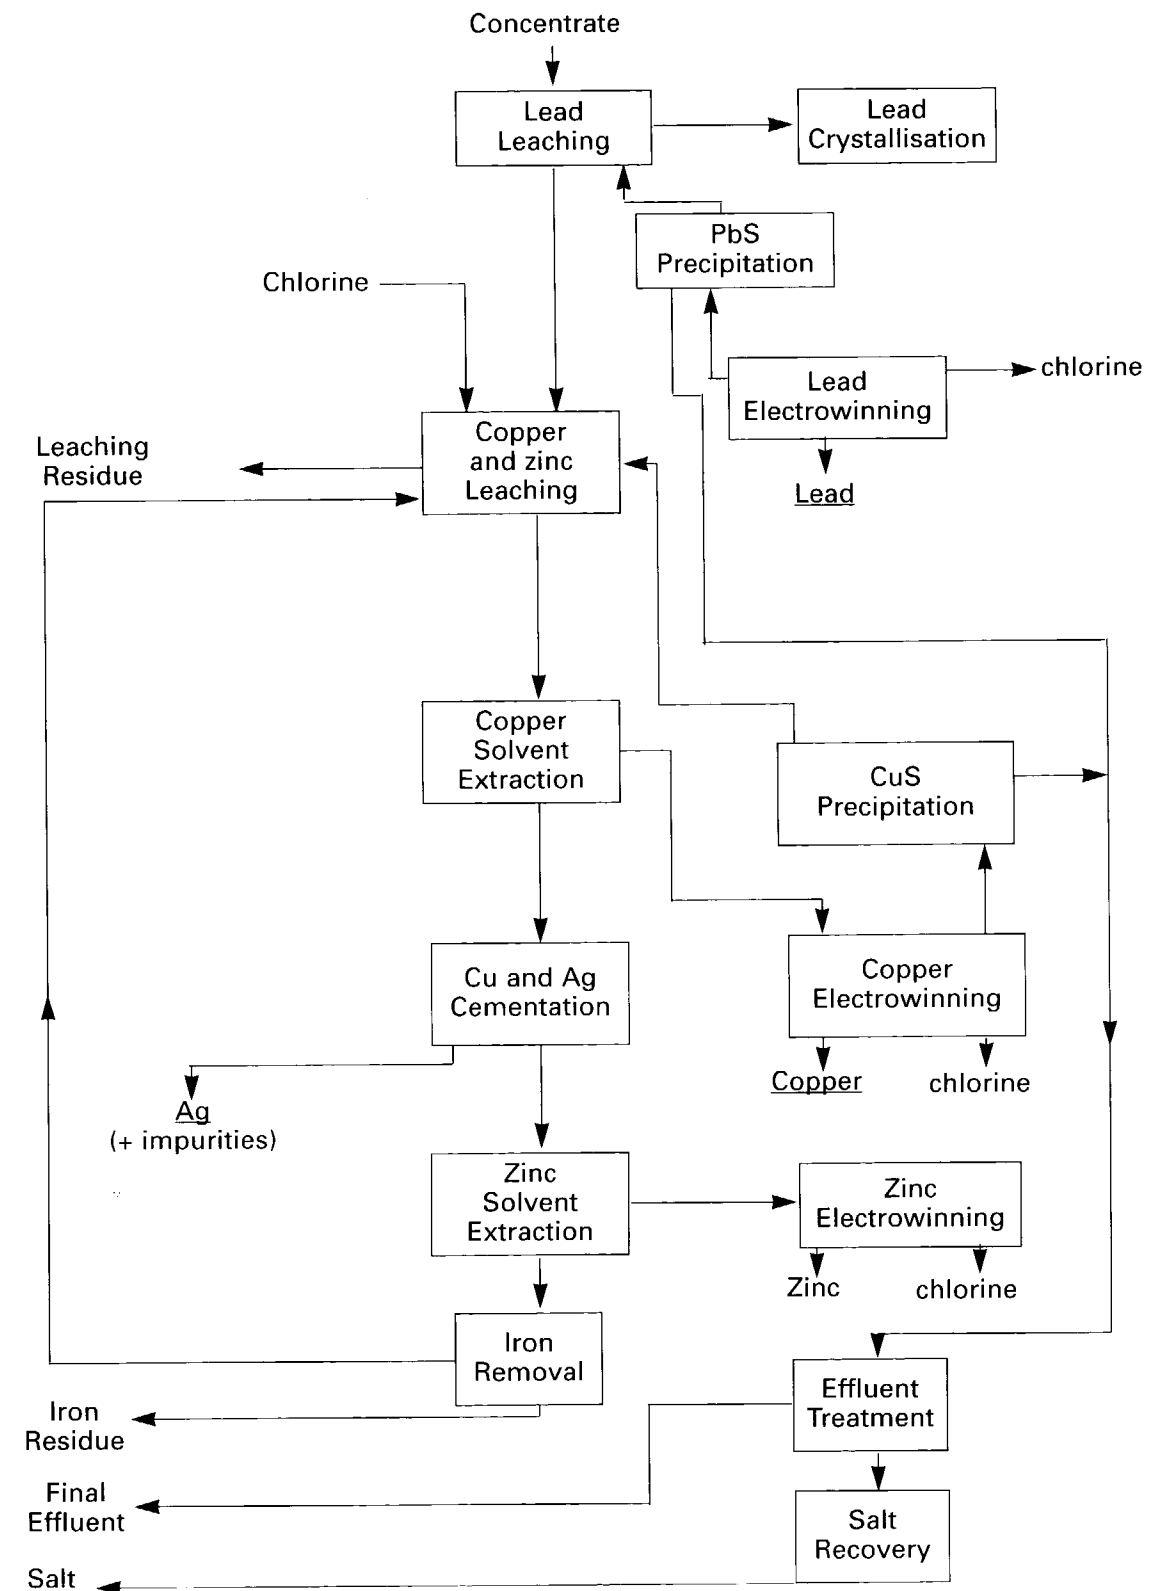 Concentrate
Lead
Leaching
Lead
Crystallisation
PbS
Precipitation
Chlorine
Lead
Electrowinning
chlorine
Lead
Copper
and zinc
Leaching
Leaching
Residue
Copper
Solvent
Extraction
CuS
Precipitation
Cu and Ag
Cementation
Copper
Electrowinning
Copper
chlorine
Ag
(+ impurities)
Zinc
Solvent
Extraction
Zinc
Electrowinning
Zinc
chlorine
Iron
Removal
Effluent
Treatment
Iron
Residue
Final
Effluent
Salt
Recovery
Salt